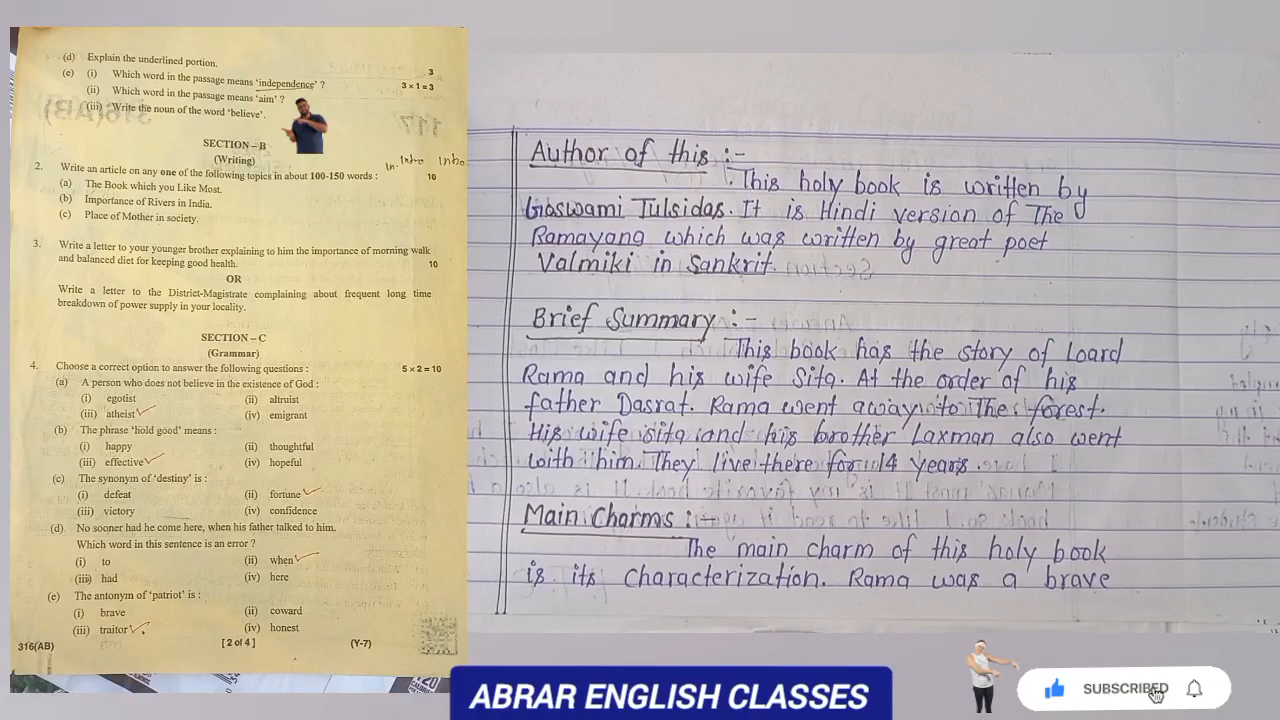 (d) Explain the underlined portion. 3
(e) (i) Which word in the passage means 'independence' ? 3 × 1 = 3
(ii) Which word in the passage means 'aim' ?
(iii) Write the noun of the word 'believe'.
SECTION – B
(Writing)
2. Write an article on any one of the following topics in about 100-150 words : 10
(a) The Book which you Like Most.
(b) Importance of Rivers in India.
(c) Place of Mother in society.
3. Write a letter to your younger brother explaining to him the importance of morning walk
and balanced diet for keeping good health. 10
OR
Write a letter to the District-Magistrate complaining about frequent long time
breakdown of power supply in your locality.
SECTION – C
(Grammar)
4. Choose a correct option to answer the following questions : 5 × 2 = 10
(a) A person who does not believe in the existence of God :
(i) egotist (ii) altruist
(iii) atheist (iv) emigrant
(b) The phrase 'hold good' means :
(i) happy (ii) thoughtful
(iii) effective (iv) hopeful
(c) The synonym of 'destiny' is :
(i) defeat (ii) fortune
(iii) victory (iv) confidence
(d) No sooner had he come here, when his father talked to him.
Which word in this sentence is an error ?
(i) to (ii) when
(iii) had (iv) here
(e) The antonym of 'patriot' is :
(i) brave (ii) coward
(iii) traitor (iv) honest
316(AB) [ 2 of 4 ] (Y-7)
Author of this :-
This holy book is written by
Goswami Tulsidas. It is Hindi version of The
Ramayana which was written by great poet
Valmiki in Sankrit.
Brief Summary :-
This book has the story of Loard
Rama and his wife Sita. At the order of his
father Dasrat. Rama went away to The forest.
His wife sita and his brother Laxman also went
with him. They live there for 14 years.
Main Charms :-
The main charm of this holy book
is its characterization. Rama was a brave
ABRAR ENGLISH CLASSES
SUBSCRIBED